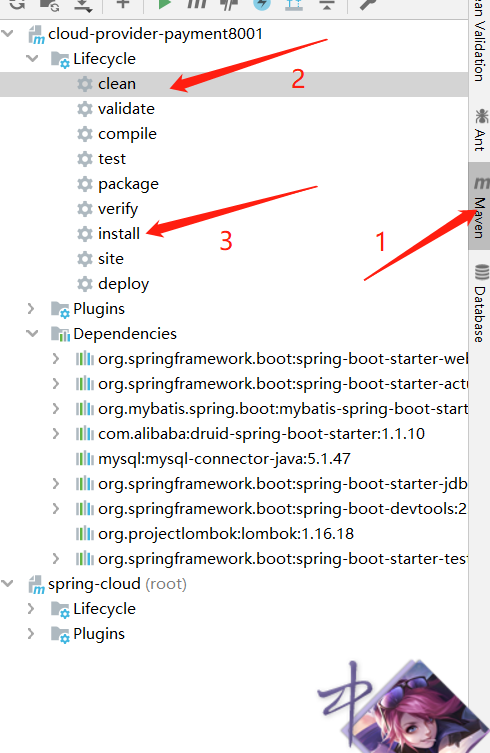 cloud-provider-payment8001
Lifecycle
clean
2
validate
compile
test
package
verify
install
3
site
deploy
Plugins
Dependencies
org.springframework.boot:spring-boot-starter-wel
org.springframework.boot:spring-boot-starter-actu
org.mybatis.spring.boot:mybatis-spring-boot-start
com.alibaba:druid-spring-boot-starter:1.1.10
mysql:mysql-connector-java:5.1.47
org.springframework.boot:spring-boot-starter-jdb
org.springframework.boot:spring-boot-devtools:2
org.projectlombok:lombok:1.16.18
org.springframework.boot:spring-boot-starter-test
spring-cloud (root)
Lifecycle
Plugins
Validation
Ant
Maven
1
Database
中